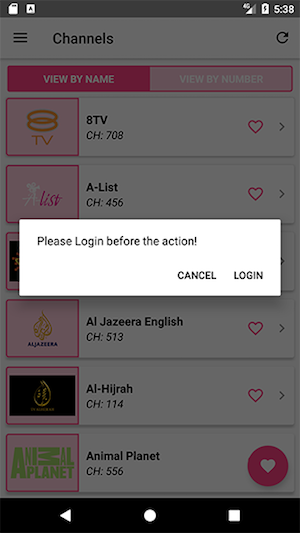 4G 5:38
Channels
VIEW BY NAME VIEW BY NUMBER
8TV
CH: 708
TV
A-List
CH: 456
A-list
Please Login before the action!
CANCEL LOGIN
Al Jazeera English
CH: 513
ALJAZEERA
Al-Hijrah
CH: 114
Animal Planet
CH: 556
ANIMAL
PLANET